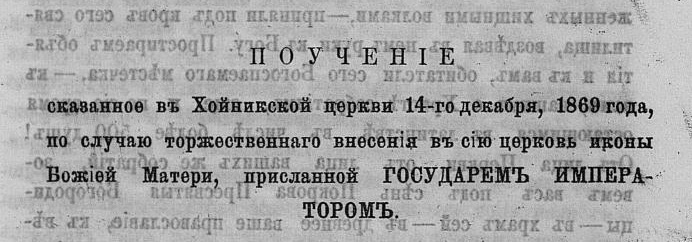 ПОУЧЕНІЕ
сказанное въ Хойникской церкви 14-го декабря, 1869 года,
по случаю торжественнаго внесенія въ сію церковь иконы
Божіей Матери, присланной ГОСУДАРЕМЪ ИМПЕРА-
ТОРОМЪ.